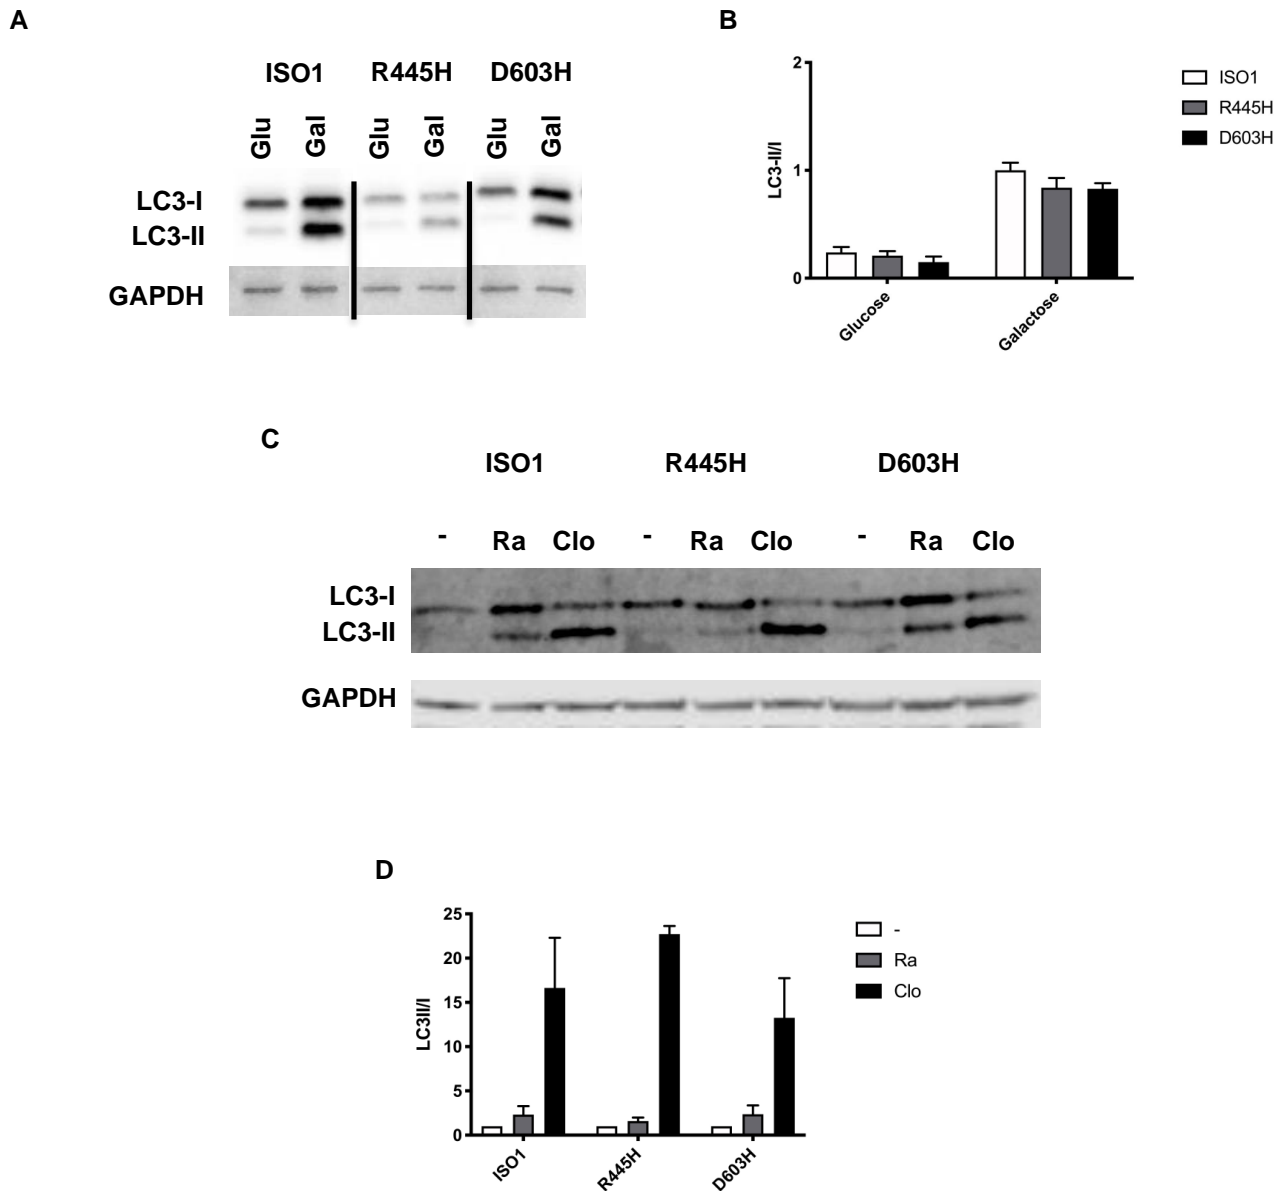 A
ISO1 R445H D603H
Glu Gal Glu Gal Glu Gal
LC3-I
LC3-II
GAPDH
B
2
1
0
LC3-II/I
Glucose
Galactose
ISO1
R445H
D603H
C
ISO1 R445H D603H
- Ra Clo - Ra Clo - Ra Clo
LC3-I
LC3-II
GAPDH
D
25
20
15
10
5
0
LC3II/I
ISO1
R445H
D603H
-
Ra
Clo